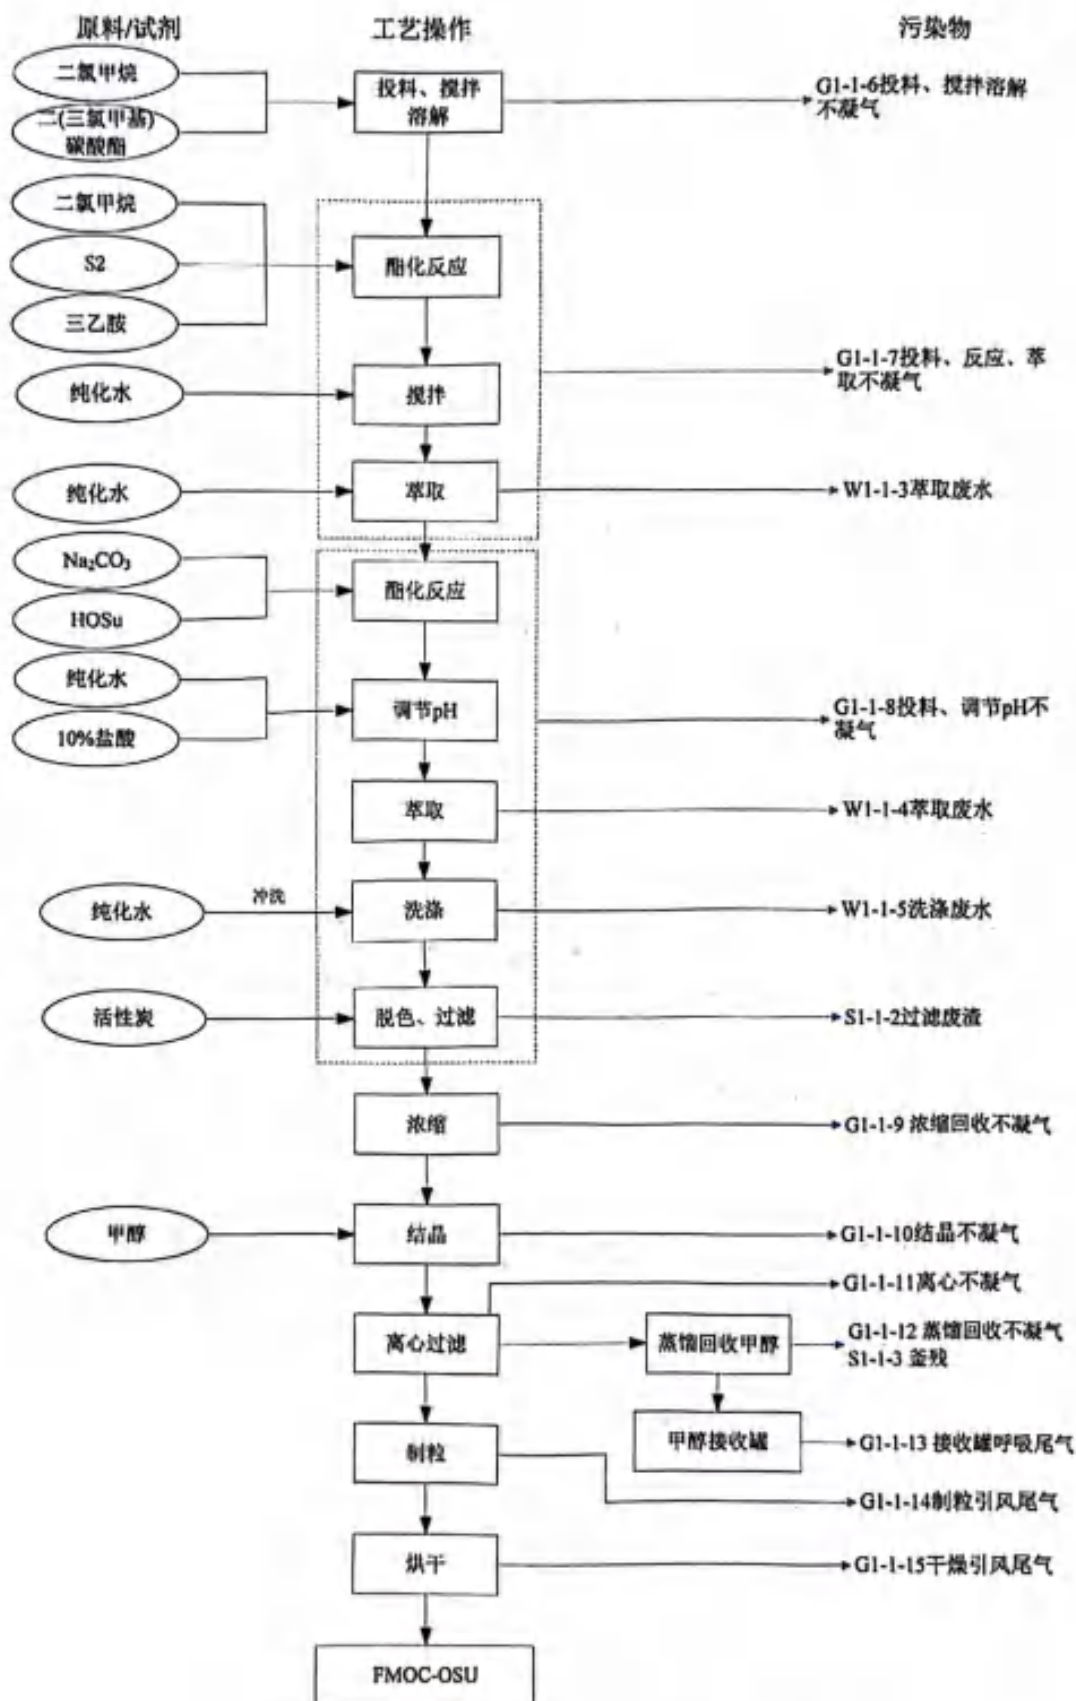 原料/试剂
工艺操作
污染物
二氯甲烷
二(三氯甲基)
碳酸酯
投料、搅拌
溶解
G1-1-6投料、搅拌溶解
不凝气
二氯甲烷
S2
三乙胺
酯化反应
纯化水
搅拌
G1-1-7投料、反应、萃
取不凝气
纯化水
萃取
W1-1-3萃取废水
Na₂CO₃
HOSu
酯化反应
纯化水
10%盐酸
调节pH
G1-1-8投料、调节pH不
凝气
萃取
W1-1-4萃取废水
纯化水
冲洗
洗涤
W1-1-5洗涤废水
活性炭
脱色、过滤
S1-1-2过滤废渣
浓缩
G1-1-9 浓缩回收不凝气
甲醇
结晶
G1-1-10结晶不凝气
G1-1-11离心不凝气
离心过滤
蒸馏回收甲醇
G1-1-12 蒸馏回收不凝气
S1-1-3 釜残
制粒
甲醇接收罐
G1-1-13 接收罐呼吸尾气
G1-1-14制粒引风尾气
烘干
G1-1-15干燥引风尾气
FMOC-OSU